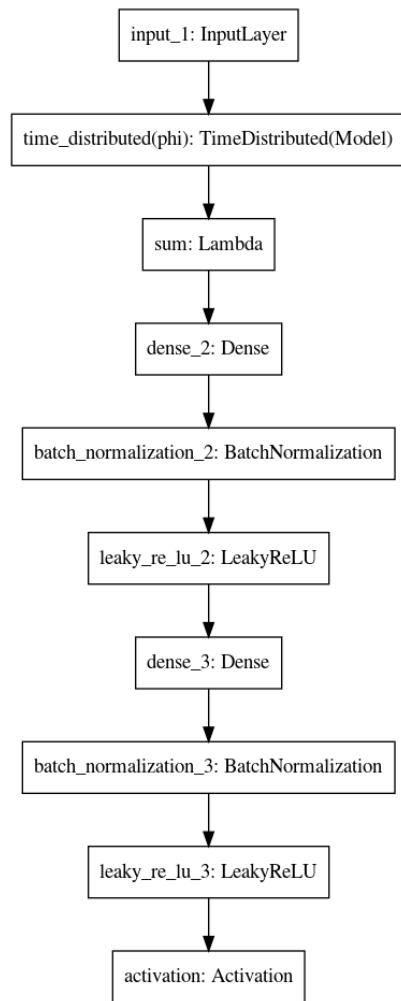 input_1: InputLayer
time_distributed(phi): TimeDistributed(Model)
sum: Lambda
dense_2: Dense
batch_normalization_2: BatchNormalization
leaky_re_lu_2: LeakyReLU
dense_3: Dense
batch_normalization_3: BatchNormalization
leaky_re_lu_3: LeakyReLU
activation: Activation